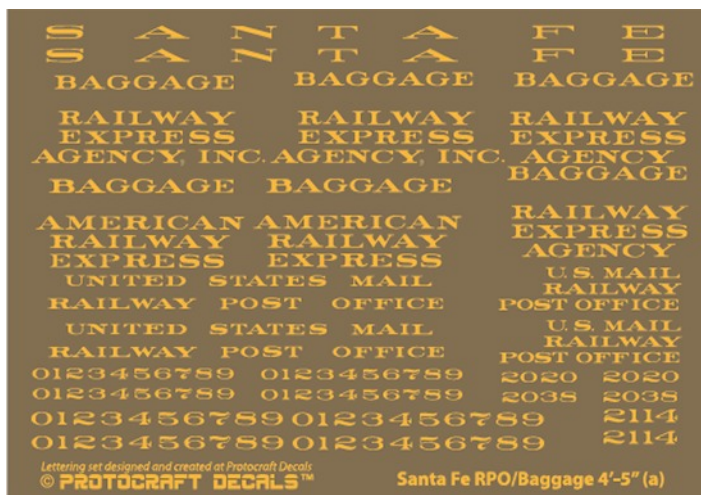 SANTA FE
SANTA FE
BAGGAGE BAGGAGE BAGGAGE
RAILWAY RAILWAY RAILWAY
EXPRESS EXPRESS EXPRESS
AGENCY, INC. AGENCY, INC. AGENCY
BAGGAGE
BAGGAGE BAGGAGE
RAILWAY
AMERICAN AMERICAN
EXPRESS
RAILWAY RAILWAY
AGENCY
EXPRESS EXPRESS
UNITED STATES MAIL U.S. MAIL
RAILWAY
RAILWAY POST OFFICE POST OFFICE
UNITED STATES MAIL U.S. MAIL
RAILWAY
RAILWAY POST OFFICE POST OFFICE
0123456789 0123456789 2020 2020
0123456789 0123456789 2038 2038
0123456789 0123456789 2114
0123456789 0123456789 2114
Lettering set designed and created at Protocraft Decals
© PROTOCRAFT DECALS™ Santa Fe RPO/Baggage 4'-5" (a)